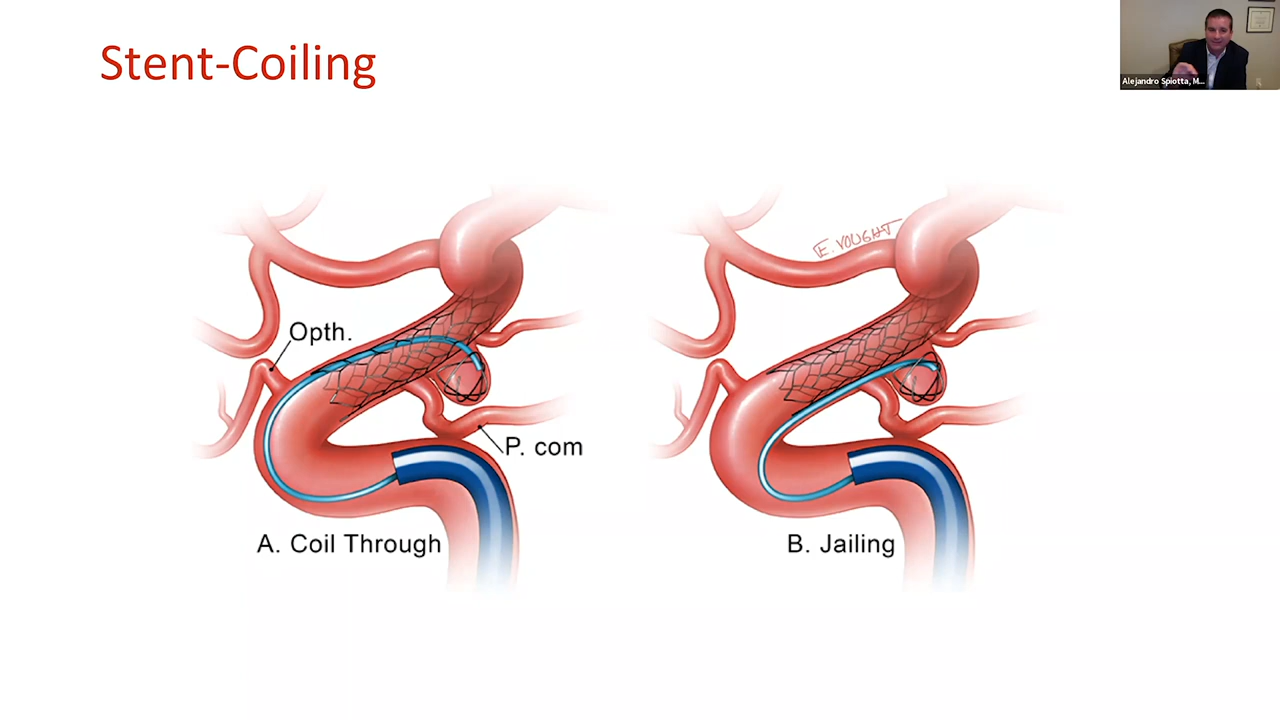 Stent-Coiling
Alejandro Spiotta, M...
E. VOUGHT
Opth.
P. com
A. Coil Through
B. Jailing